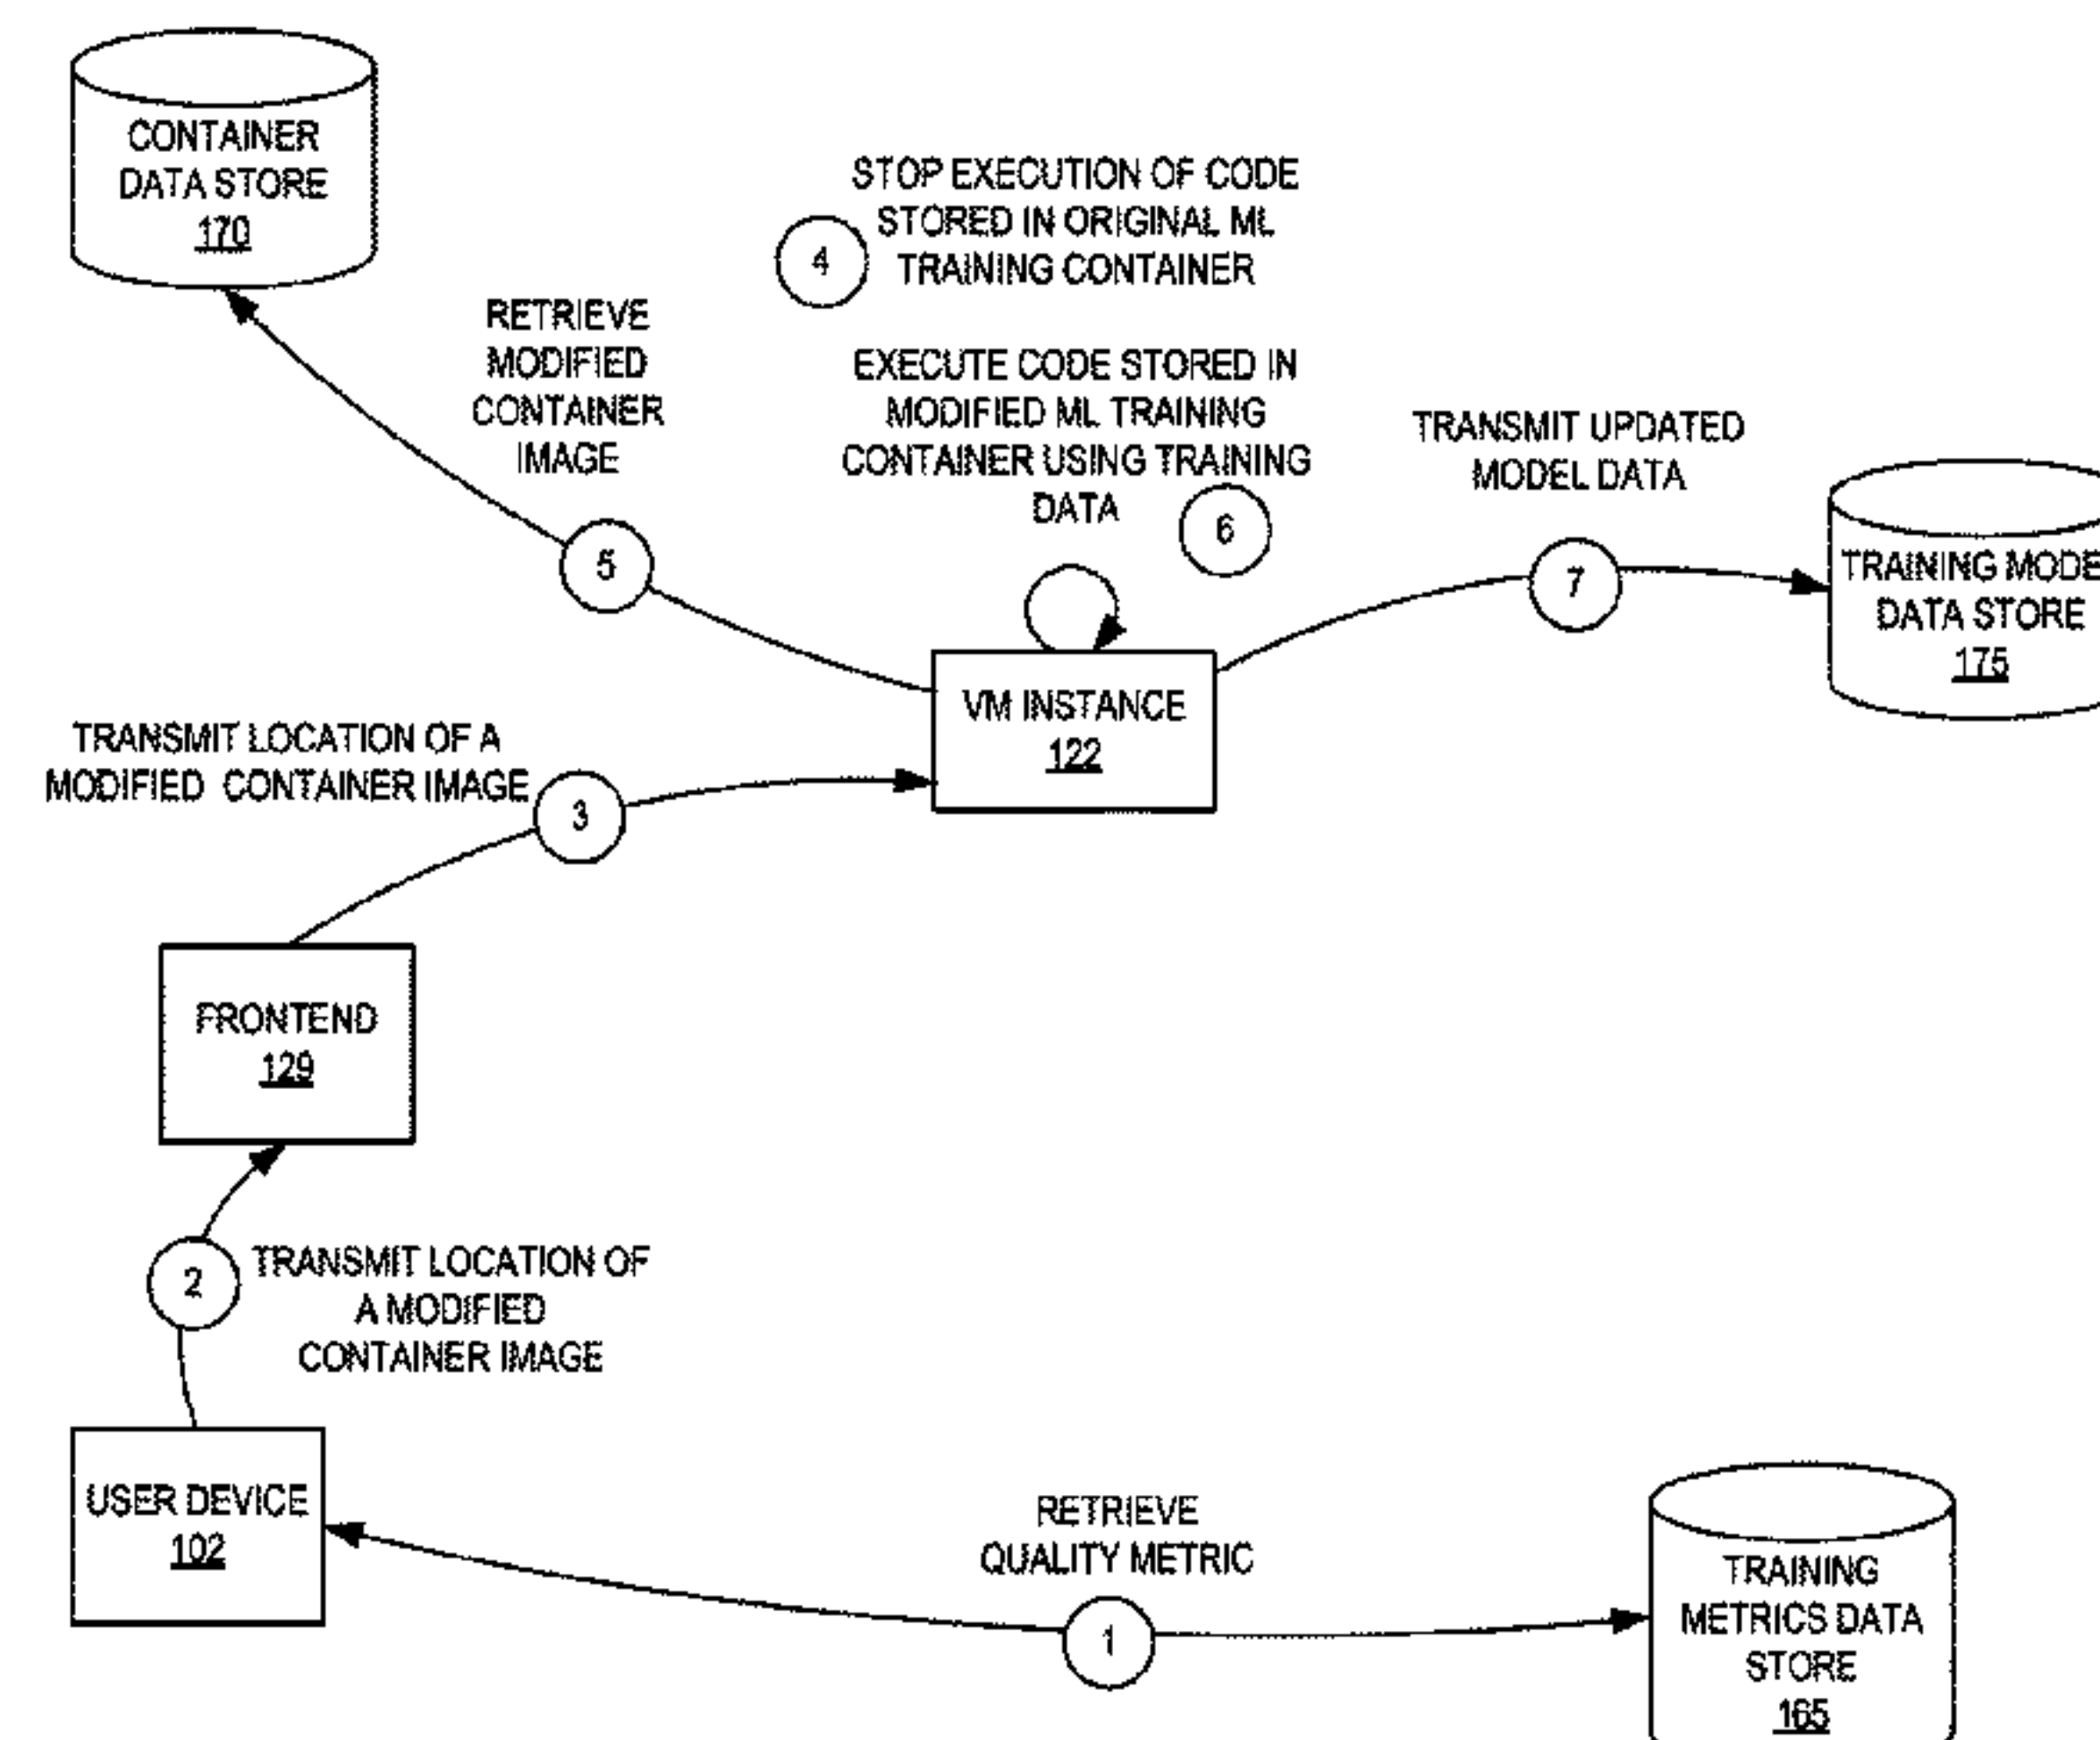 CONTAINER
DATA STORE
170
STOP EXECUTION OF CODE
STORED IN ORIGINAL ML
TRAINING CONTAINER
4
RETRIEVE
MODIFIED
CONTAINER
IMAGE
5
EXECUTE CODE STORED IN
MODIFIED ML TRAINING
CONTAINER USING TRAINING
DATA
6
TRANSMIT UPDATED
MODEL DATA
7
TRAINING MODE
DATA STORE
175
VM INSTANCE
122
TRANSMIT LOCATION OF A
MODIFIED CONTAINER IMAGE
3
FRONTEND
129
2
TRANSMIT LOCATION OF
A MODIFIED
CONTAINER IMAGE
USER DEVICE
102
RETRIEVE
QUALITY METRIC
1
TRAINING
METRICS DATA
STORE
165